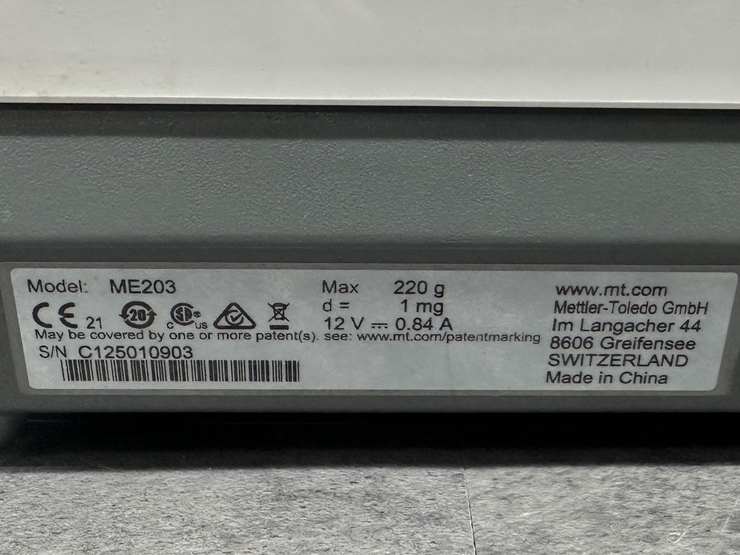 Model: ME203
Max 220 g
d = 1 mg
12 V ⎓ 0.84 A
CE 21 20 c US
May be covered by one or more patent(s). see: www.mt.com/patentmarking
S/N C125010903
www.mt.com
Mettler-Toledo GmbH
Im Langacher 44
8606 Greifensee
SWITZERLAND
Made in China